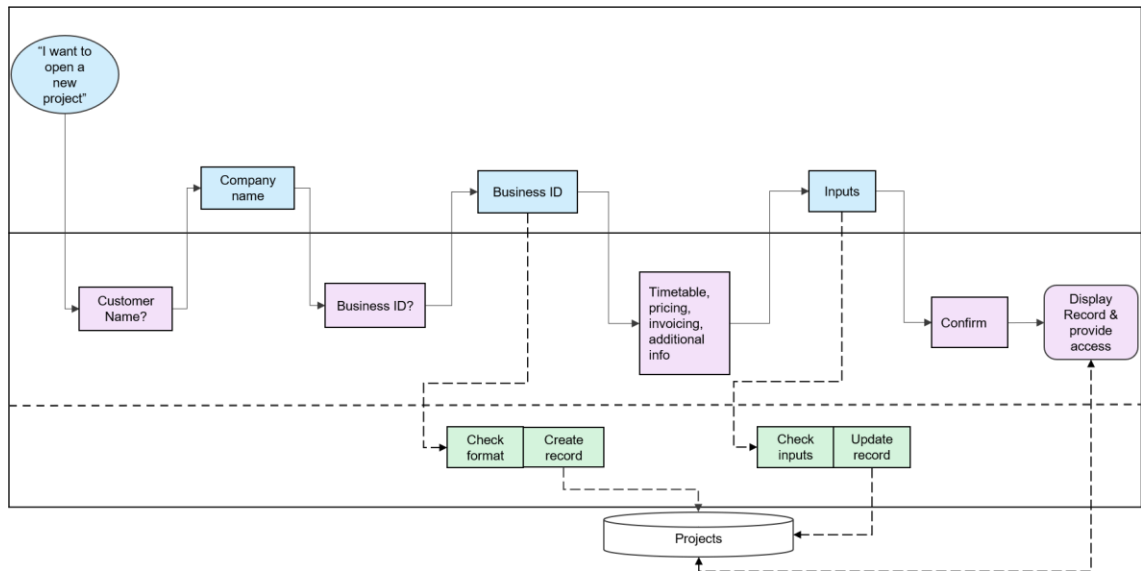 “I want to
open a
new
project”
Company
name
Business ID
Inputs
Customer
Name?
Business ID?
Timetable,
pricing,
invoicing,
additional
info
Confirm
Display
Record &
provide
access
Check
format
Create
record
Check
inputs
Update
record
Projects